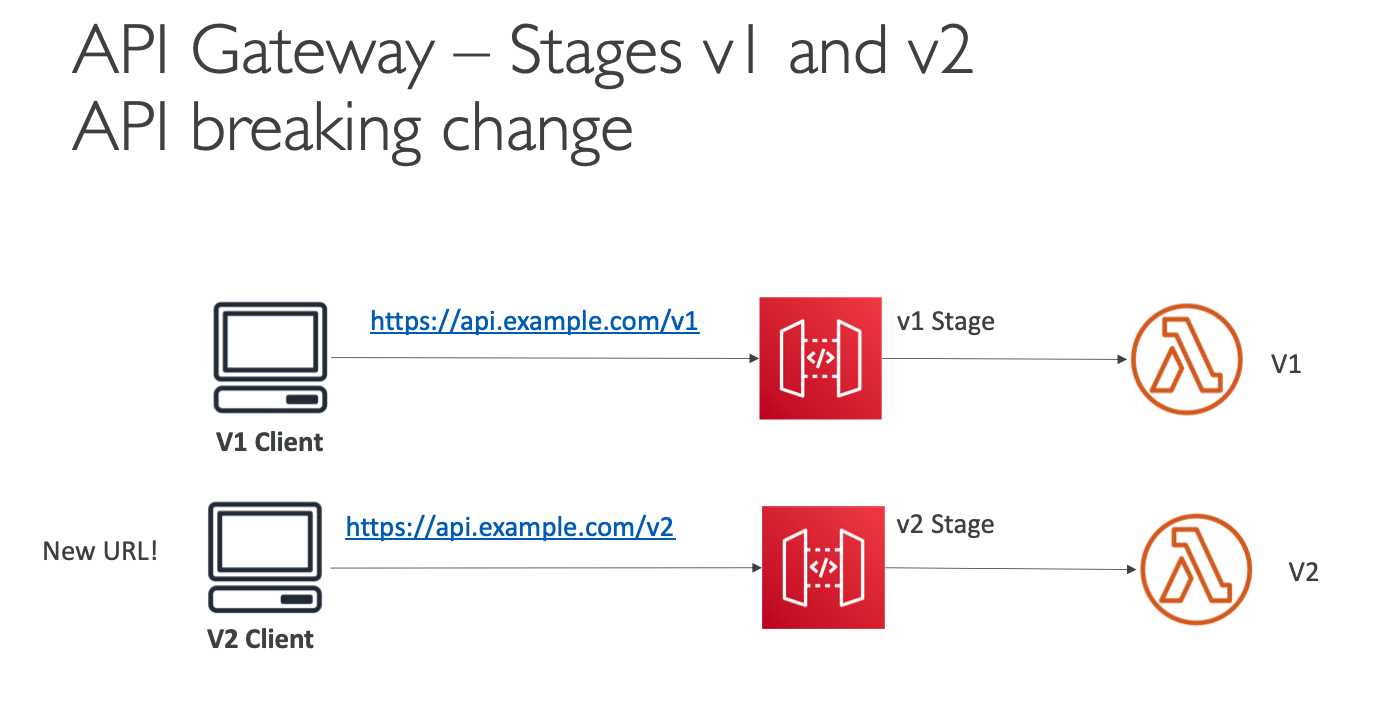 API Gateway – Stages v1 and v2
API breaking change
https://api.example.com/v1
v1 Stage
</>
V1
V1 Client
https://api.example.com/v2
v2 Stage
New URL!
</>
V2
V2 Client